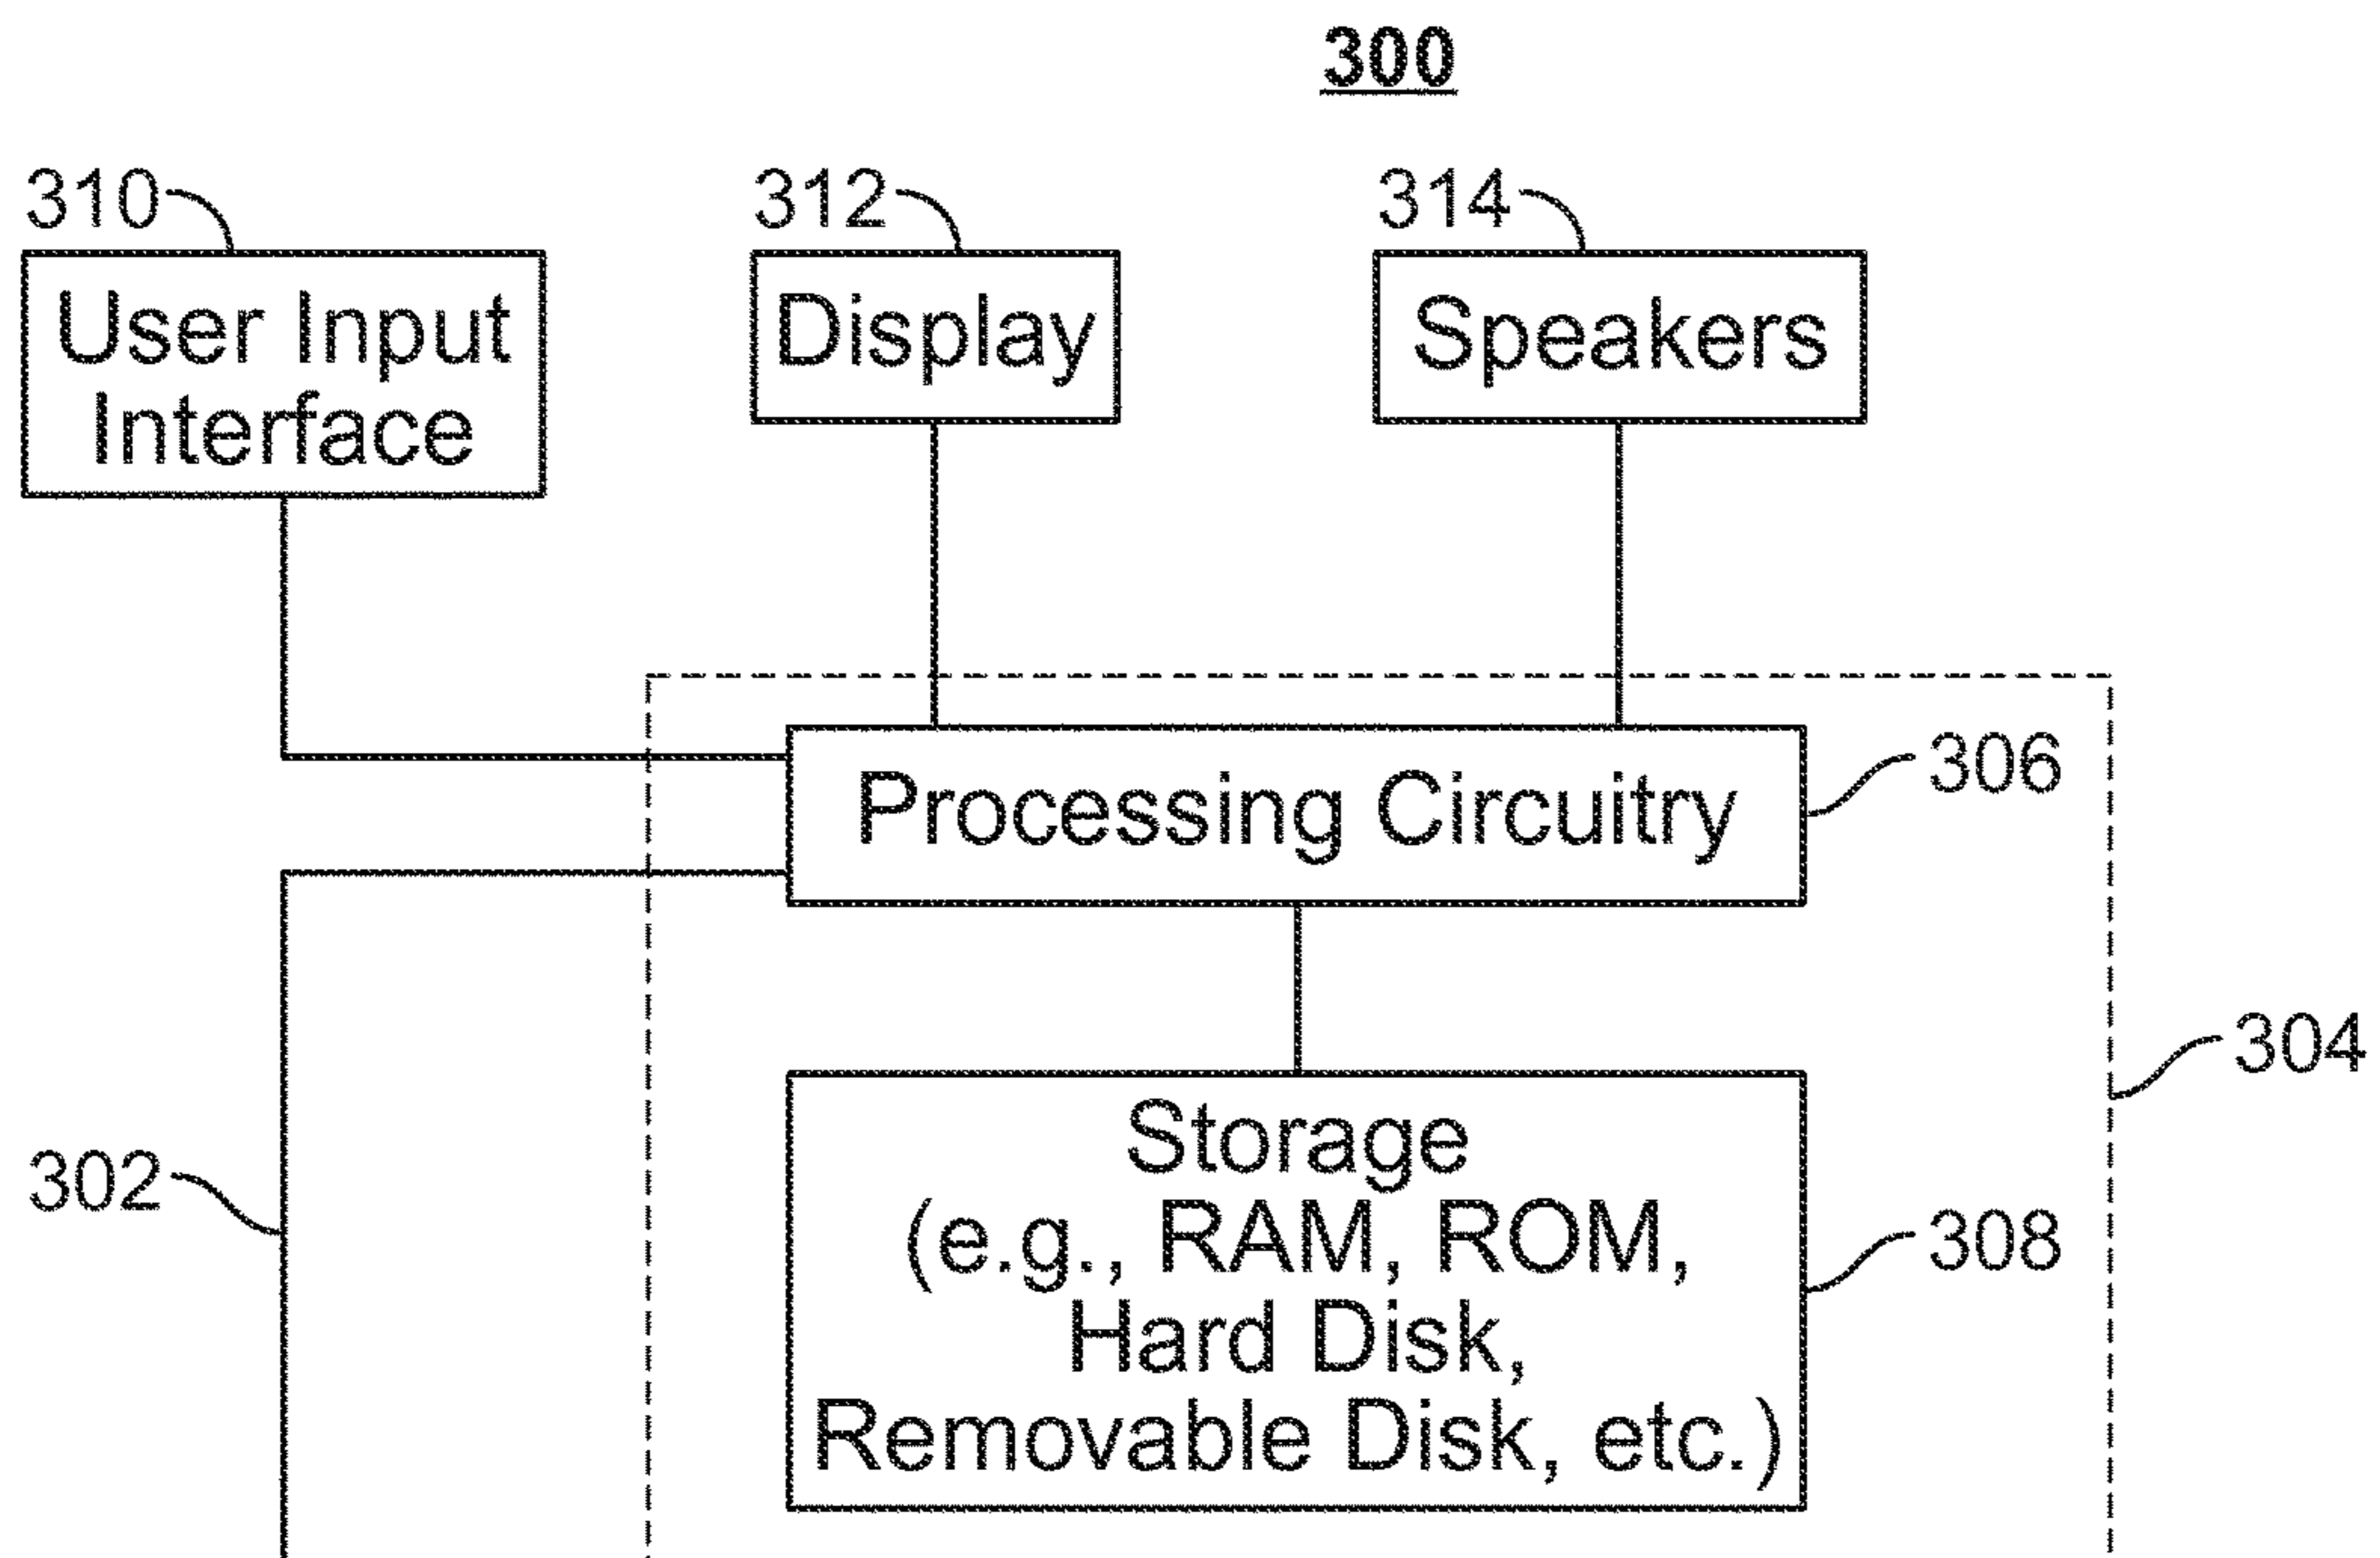 300
310
312
314
User Input
Interface
Display
Speakers
Processing Circuitry
306
304
302
Storage
(e.g., RAM, ROM,
Hard Disk,
Removable Disk, etc.)
308